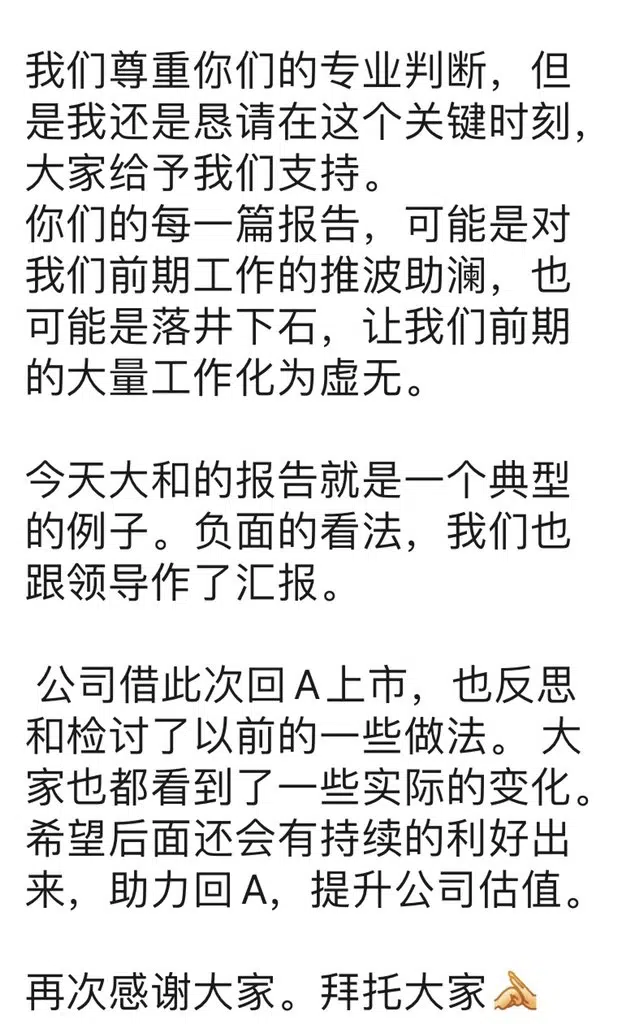 我们尊重你们的专业判断，但
是我还是恳请在这个关键时刻，
大家给予我们支持。
你们的每一篇报告，可能是对
我们前期工作的推波助澜，也
可能是落井下石，让我们前期
的大量工作化为虚无。
今天大和的报告就是一个典型
的例子。负面的看法，我们也
跟领导作了汇报。
公司借此次回A上市，也反思
和检讨了以前的一些做法。 大
家也都看到了一些实际的变化。
希望后面还会有持续的利好出
来，助力回A，提升公司估值。
再次感谢大家。拜托大家